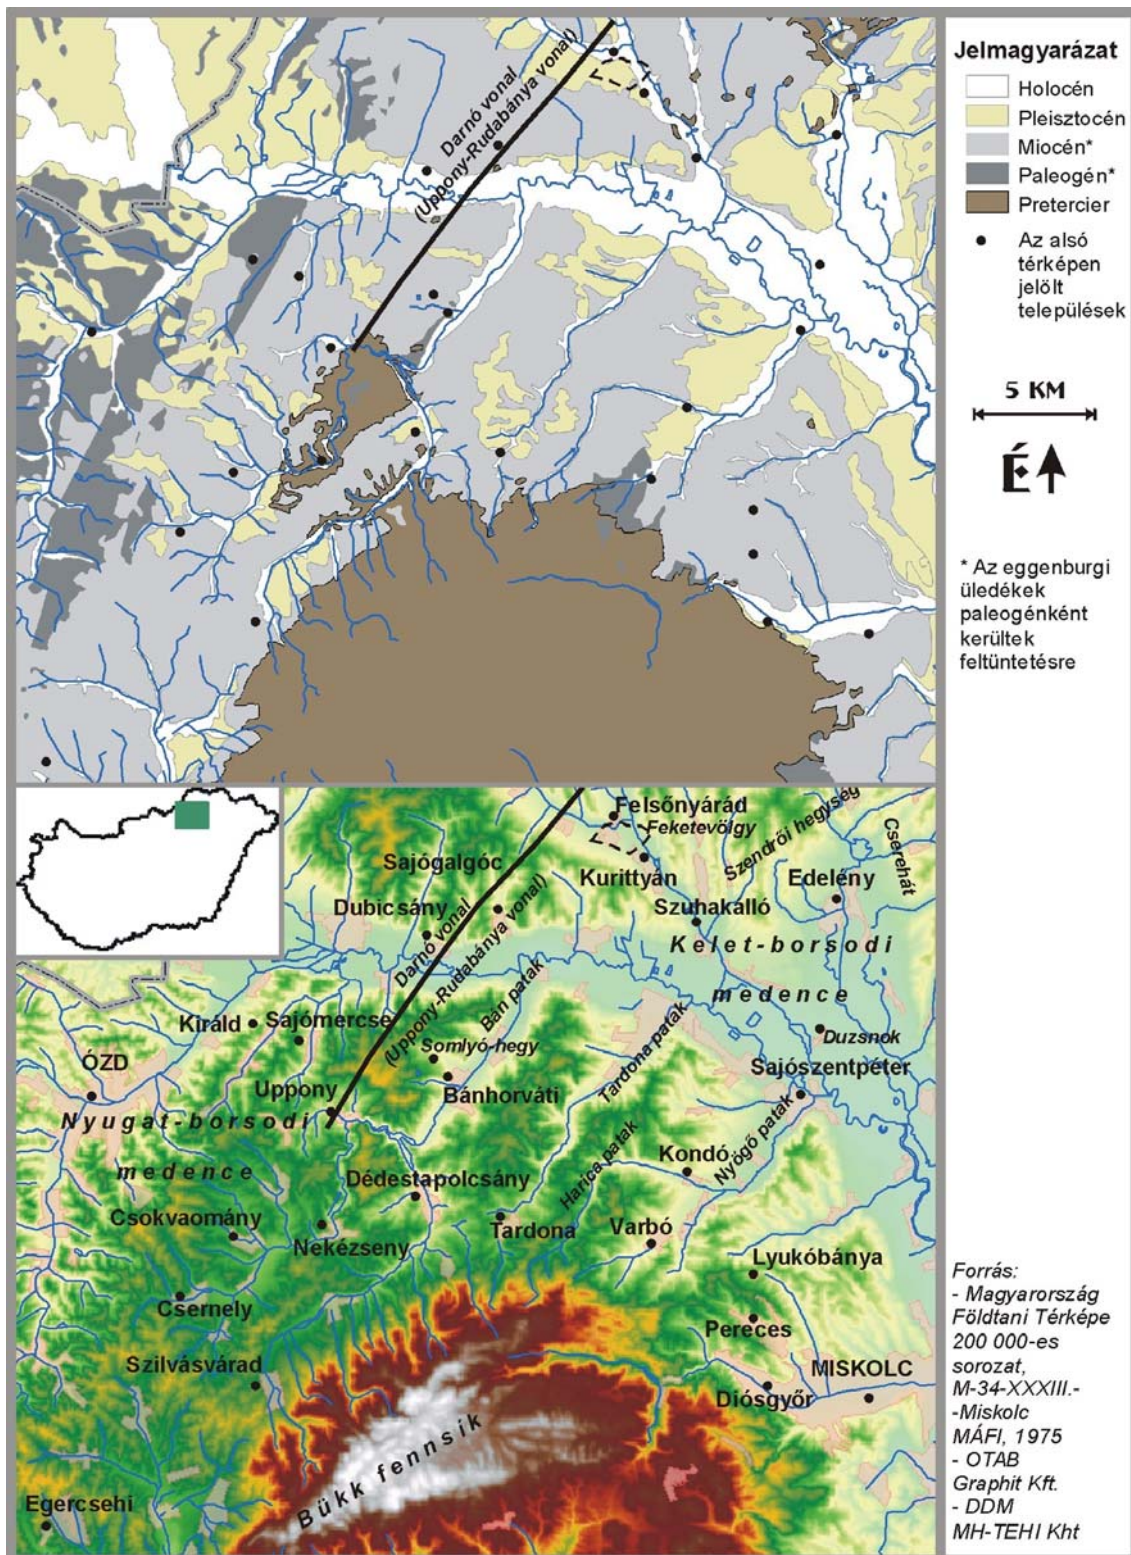 Darnó vonal
(Uppony-Rudabánya vonal)
Jelmagyarázat
Holocén
Pleisztocén
Miocén*
Paleogén*
Pretercier
Az alsó
térképen
jelölt
települések
5 KM
É
* Az eggenburgi
üledékek
paleogénként
kerültek
feltüntetésre
Felsőnyárád
Feketevölgy
Szendrői hegység
Cserehát
Sajógalgóc
Kurittyán
Edelény
Dubicsány
Szuhakalló
Darnó vonal
(Uppony-Rudabánya vonal)
Kelet-borsodi
medence
Bán patak
Királd
Sajómercse
Somlyó-hegy
Tardona patak
Duzsnok
ÓZD
Uppony
Bánhorváti
Sajószentpéter
Nyugat-borsodi
medence
Harica patak
Kondó
Nyögő patak
Dédestapolcsány
Csokvaomány
Nekézseny
Tardona
Varbó
Lyukóbánya
Csernely
Pereces
Szilvásvárad
MISKOLC
Diósgyőr
Bükk fennsík
Egercsehi
Forrás:
- Magyarország
Földtani Térképe
200 000-es
sorozat,
M-34-XXXIII.-
-Miskolc
MÁFI, 1975
- OTAB
Graphit Kft.
- DDM
MH-TEHI Kht